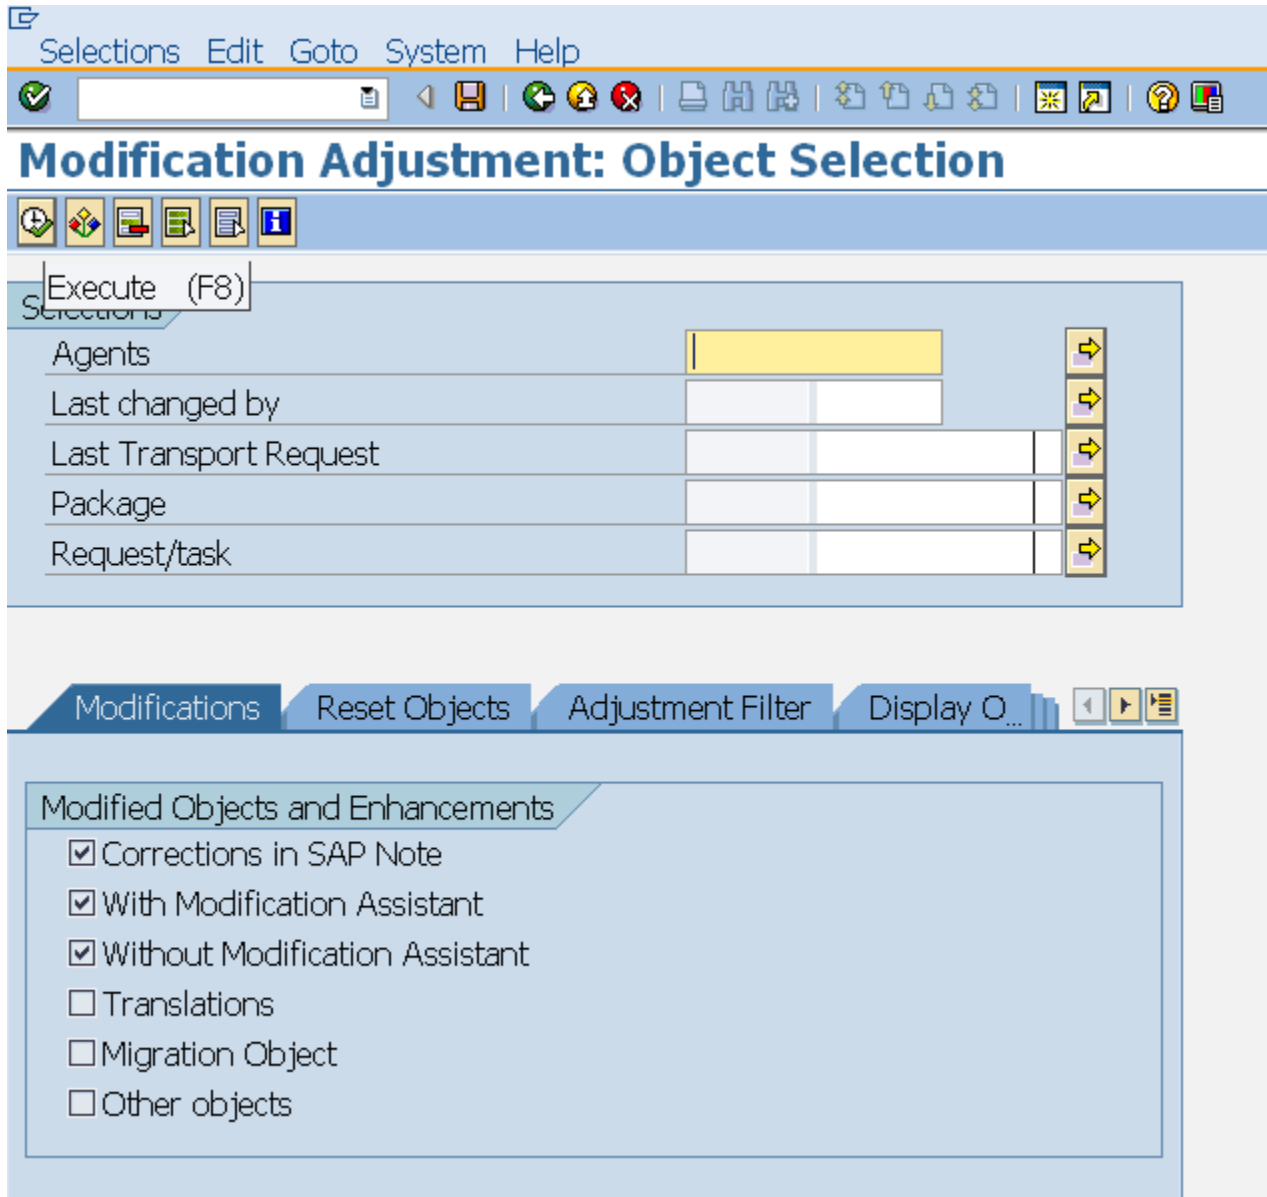 Selections Edit Goto System Help
Modification Adjustment: Object Selection
Execute (F8)
Selections
Agents
Last changed by
Last Transport Request
Package
Request/task
Modifications Reset Objects Adjustment Filter Display O...
Modified Objects and Enhancements
Corrections in SAP Note
With Modification Assistant
Without Modification Assistant
Translations
Migration Object
Other objects